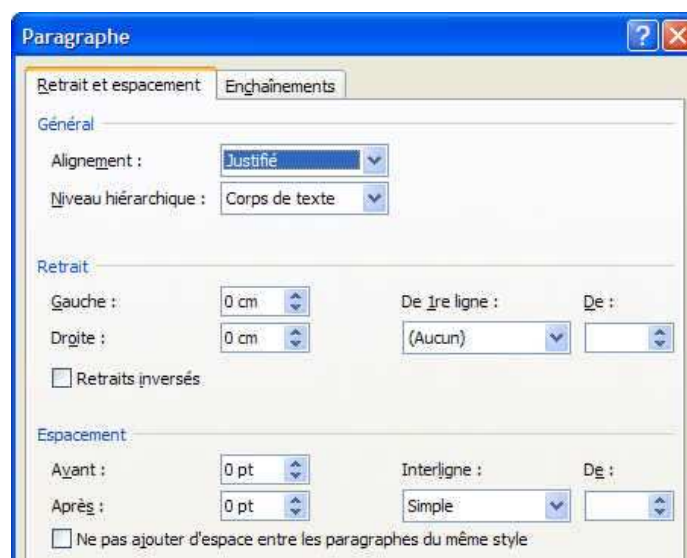 Paragraphe
Retrait et espacement Enchaînements
Général
Alignement : Justifié
Niveau hiérarchique : Corps de texte
Retrait
Gauche : 0 cm De 1re ligne : De :
Droite : 0 cm (Aucun)
Retraits inversés
Espacement
Avant : 0 pt Interligne : De :
Après : 0 pt Simple
Ne pas ajouter d'espace entre les paragraphes du même style